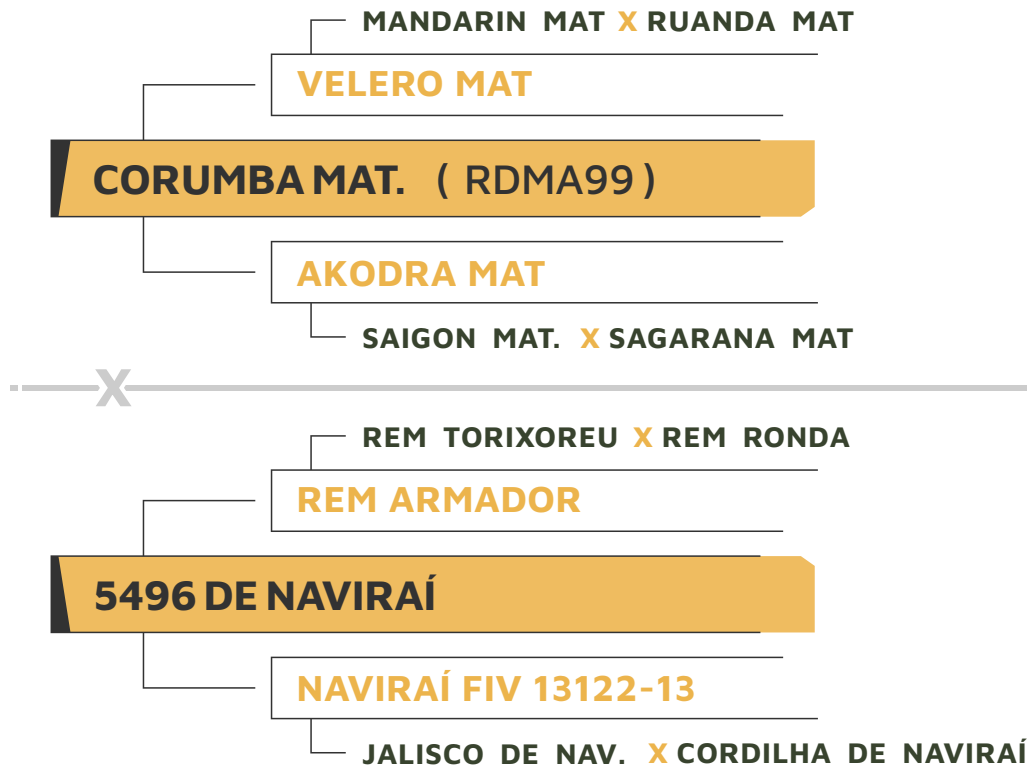 MANDARIN MAT X RUANDA MAT
VELERO MAT
CORUMBA MAT. ( RDMA99 )
AKODRA MAT
SAIGON MAT. X SAGARANA MAT
X
REM TORIXOREU X REM RONDA
REM ARMADOR
5496 DE NAVIRAÍ
NAVIRAÍ FIV 13122-13
JALISCO DE NAV. X CORDILHA DE NAVIRAÍ